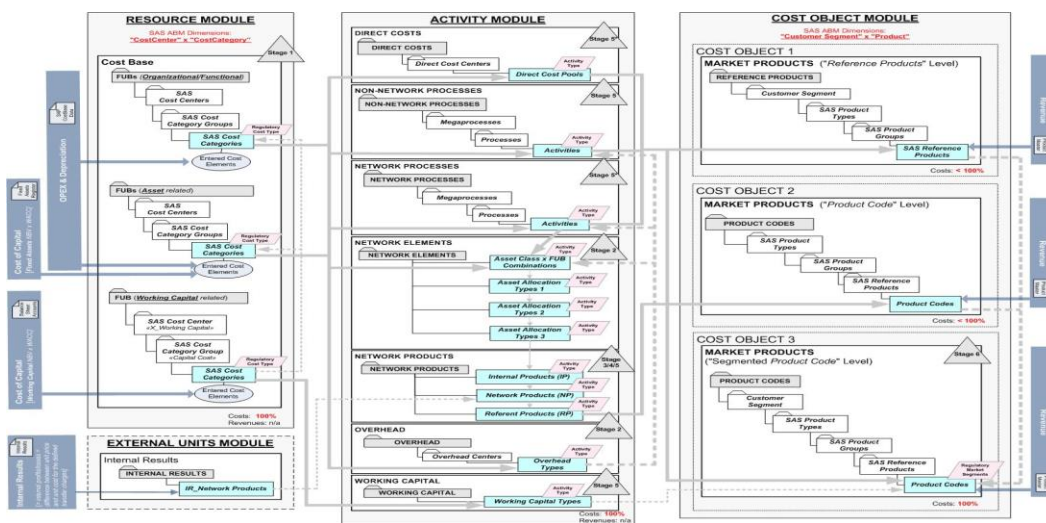 RESOURCE MODULE
SAS ABM Dimensions:
"CostCenter" x "CostCategory"
Stage 1
Cost Base
FUBs (Organizational/Functional)
SAS
Cost Centers
SAS Cost
Category Groups
Regulatory
Cost Type
SAS Cost
Categories
Entered Cost
Elements
FUBs (Asset related)
SAS
Cost Centers
SAS Cost
Category Groups
Regulatory
Cost Type
SAS Cost
Categories
Entered Cost
Elements
FUB (Working Capital related)
SAS Cost Center
«X_Working Capital»
SAS Cost
Category Group
«Capital Cost»
Regulatory
Cost Type
SAS Cost
Categories
Entered Cost
Elements
Costs: 100%
Revenues: n/a
OPEX & Depreciation
Cost of Capital
[Fixed Assets NBV x WACC]
Cost of Capital
[Working Capital NBV x WACC]
Internal Results
EXTERNAL UNITS MODULE
Internal Results
INTERNAL RESULTS
IR_Network Products
ACTIVITY MODULE
DIRECT COSTS
DIRECT COSTS
Direct Cost Centers
Activity
Type
Direct Cost Pools
Stage 5
NON-NETWORK PROCESSES
NON-NETWORK PROCESSES
Megaprocesses
Processes
Activity
Type
Activities
Stage 5
NETWORK PROCESSES
NETWORK PROCESSES
Megaprocesses
Processes
Activity
Type
Activities
Stage 5
NETWORK ELEMENTS
NETWORK ELEMENTS
Activity
Type
Asset Class x FUB
Combinations
Asset Allocation
Types 1
Asset Allocation
Types 2
Asset Allocation
Types 3
Stage 2
NETWORK PRODUCTS
NETWORK PRODUCTS
Internal Products (IP)
Activity
Type
Network Products (NP)
Activity
Type
Referent Products (RP)
Activity
Type
Stage
3/4/5
OVERHEAD
OVERHEAD
Overhead Centers
Activity
Type
Overhead
Types
Stage 2
WORKING CAPITAL
WORKING CAPITAL
Activity
Type
Working Capital Types
Stage 5
Costs: 100%
Revenues: n/a
COST OBJECT MODULE
SAS ABM Dimensions:
"Customer Segment" x "Product"
COST OBJECT 1
MARKET PRODUCTS ("Reference Products" Level)
REFERENCE PRODUCTS
Customer Segment
SAS Product
Types
SAS Product
Groups
SAS Reference
Products
Costs: < 100%
COST OBJECT 2
MARKET PRODUCTS ("Product Code" Level)
PRODUCT CODES
SAS Product
Types
SAS Product
Groups
SAS Reference
Products
Product Codes
Costs: < 100%
COST OBJECT 3
MARKET PRODUCTS
("Segmented Product Code" Level)
Stage 6
PRODUCT CODES
Customer
Segment
SAS Product
Types
SAS Product
Groups
SAS Reference
Products
Regulatory
Market
Segments
Product Codes
Costs: 100%
Revenue
Revenue
Revenue